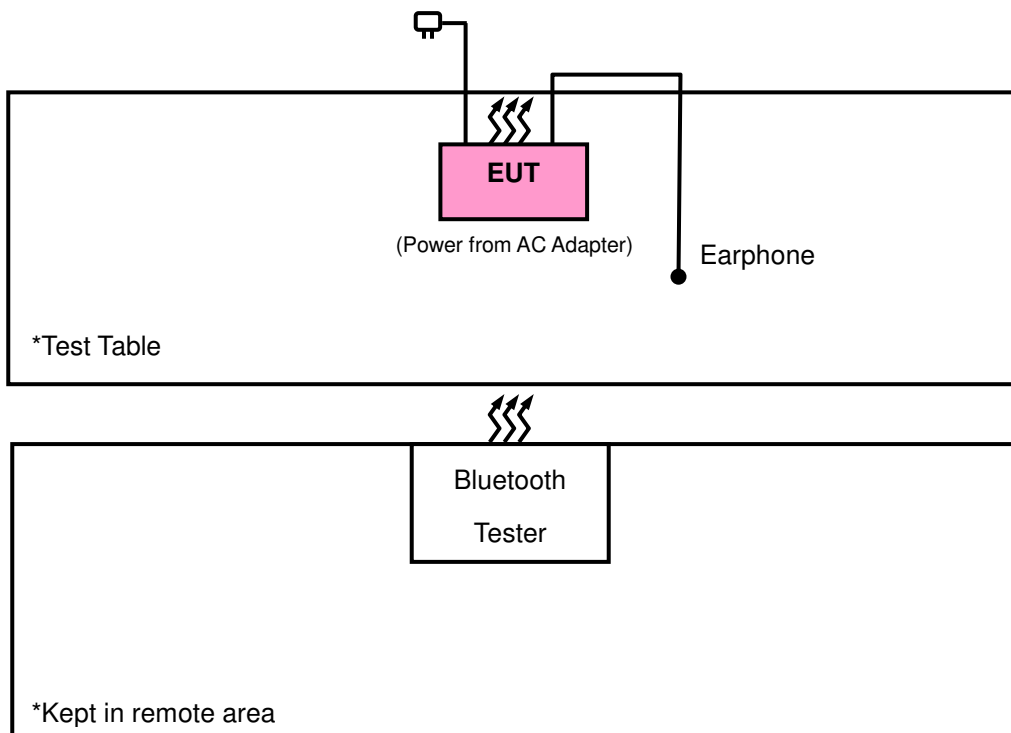 EUT
(Power from AC Adapter)
Earphone
*Test Table
Bluetooth
Tester
*Kept in remote area